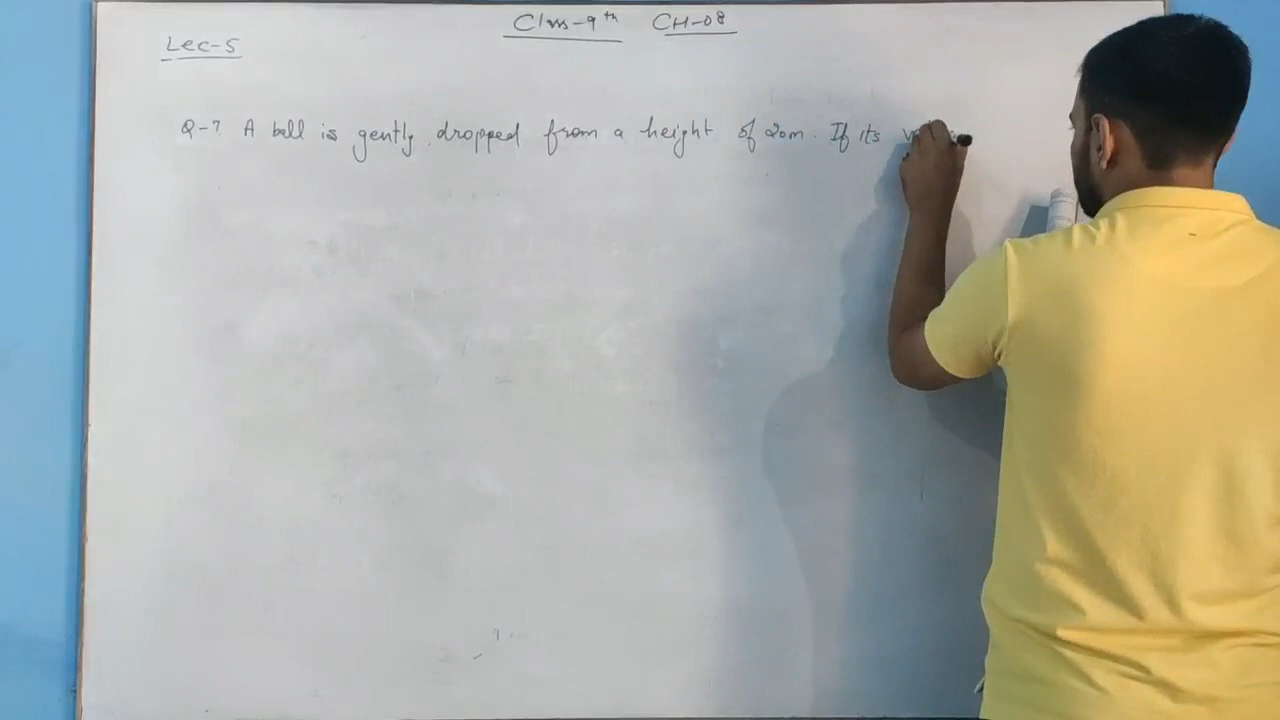 Class-9th CH-08
Lec-5
Q-7 A ball is gently dropped from a height of 20m. If its